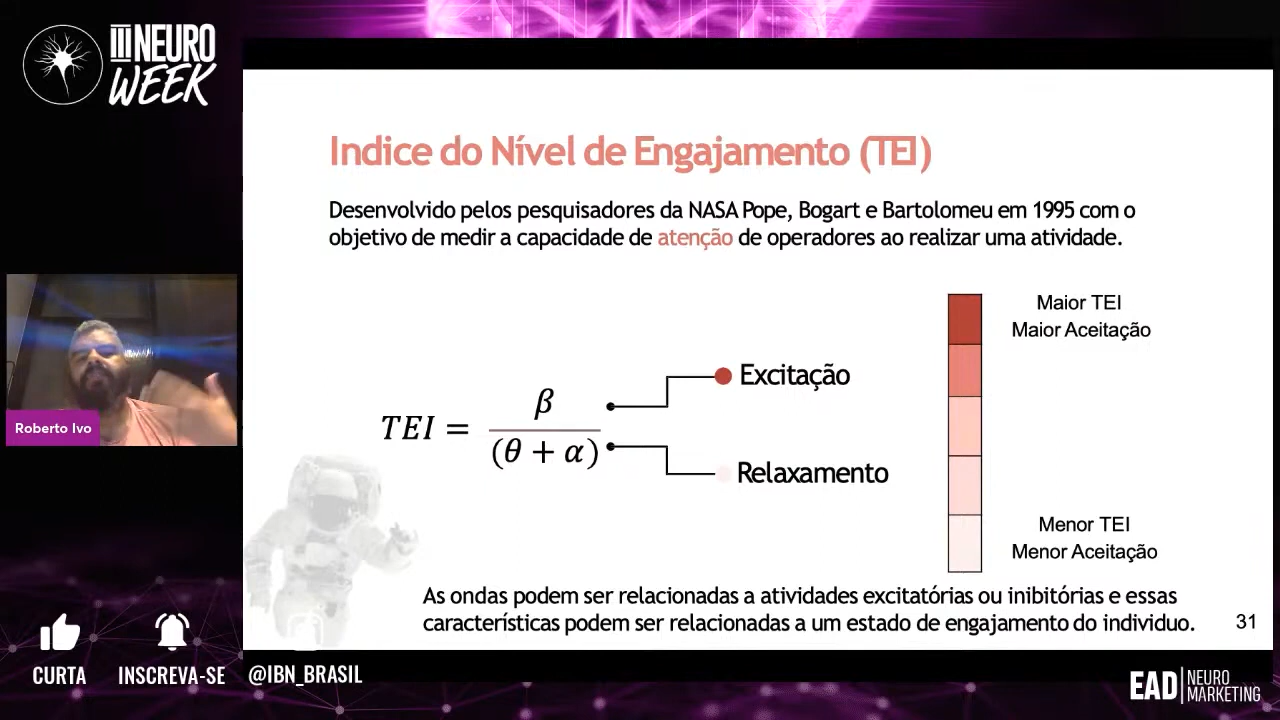 III NEURO
WEEK
Indice do Nível de Engajamento (TEI)
Desenvolvido pelos pesquisadores da NASA Pope, Bogart e Bartolomeu em 1995 com o
objetivo de medir a capacidade de atenção de operadores ao realizar uma atividade.
Maior TEI
Maior Aceitação
Excitação
TEI = β / (θ + α)
Relaxamento
Roberto Ivo
Menor TEI
Menor Aceitação
As ondas podem ser relacionadas a atividades excitatórias ou inibitórias e essas
características podem ser relacionadas a um estado de engajamento do individuo.
31
CURTA
INSCREVA-SE
@IBN_BRASIL
EAD NEURO
MARKETING